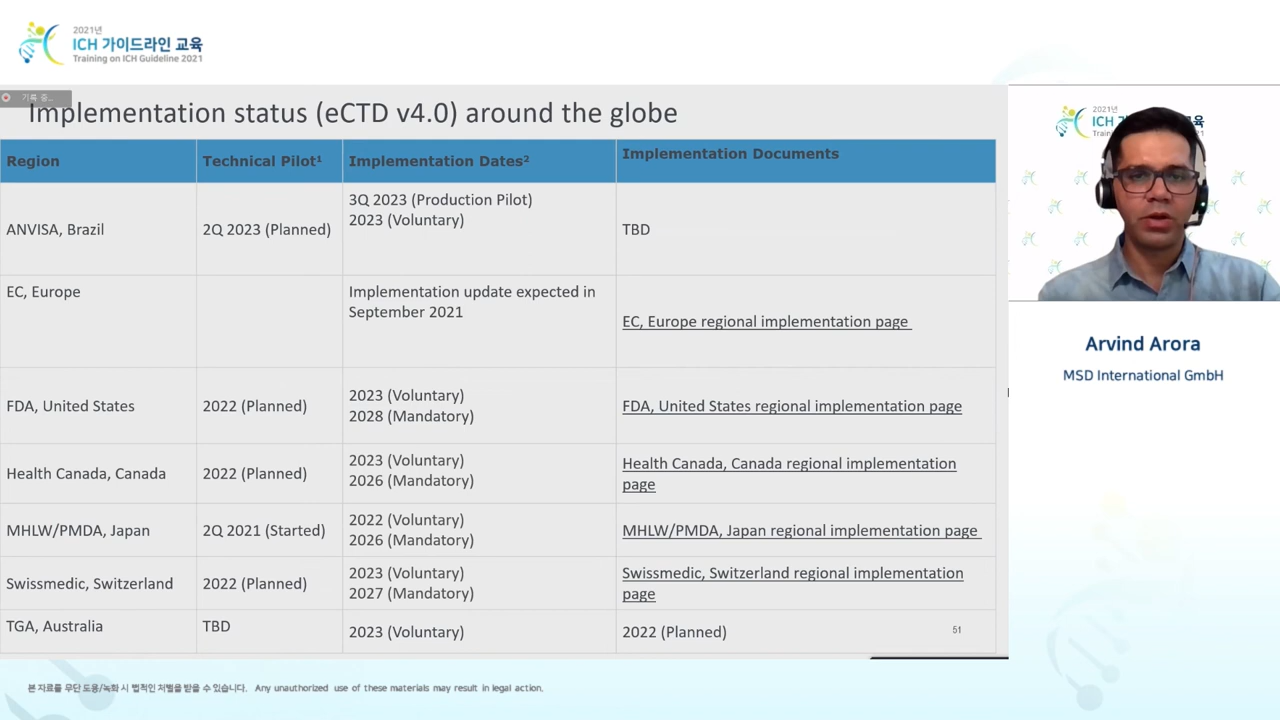 2021년
ICH 가이드라인 교육
Training on ICH Guideline 2021
기록 중...
Implementation status (eCTD v4.0) around the globe
Region Technical Pilot¹ Implementation Dates² Implementation Documents
ANVISA, Brazil 2Q 2023 (Planned) 3Q 2023 (Production Pilot)
2023 (Voluntary)
TBD
EC, Europe
Implementation update expected in
September 2021
EC, Europe regional implementation page
FDA, United States 2022 (Planned) 2023 (Voluntary)
2028 (Mandatory)
FDA, United States regional implementation page
Health Canada, Canada 2022 (Planned) 2023 (Voluntary)
2026 (Mandatory)
Health Canada, Canada regional implementation
page
MHLW/PMDA, Japan 2Q 2021 (Started) 2022 (Voluntary)
2026 (Mandatory)
MHLW/PMDA, Japan regional implementation page
Swissmedic, Switzerland 2022 (Planned) 2023 (Voluntary)
2027 (Mandatory)
Swissmedic, Switzerland regional implementation
page
TGA, Australia TBD 2023 (Voluntary) 2022 (Planned)
51
2021년
ICH
Arvind Arora
MSD International GmbH
본 자료를 무단 도용/녹화 시 법적인 처벌을 받을 수 있습니다. Any unauthorized use of these materials may result in legal action.